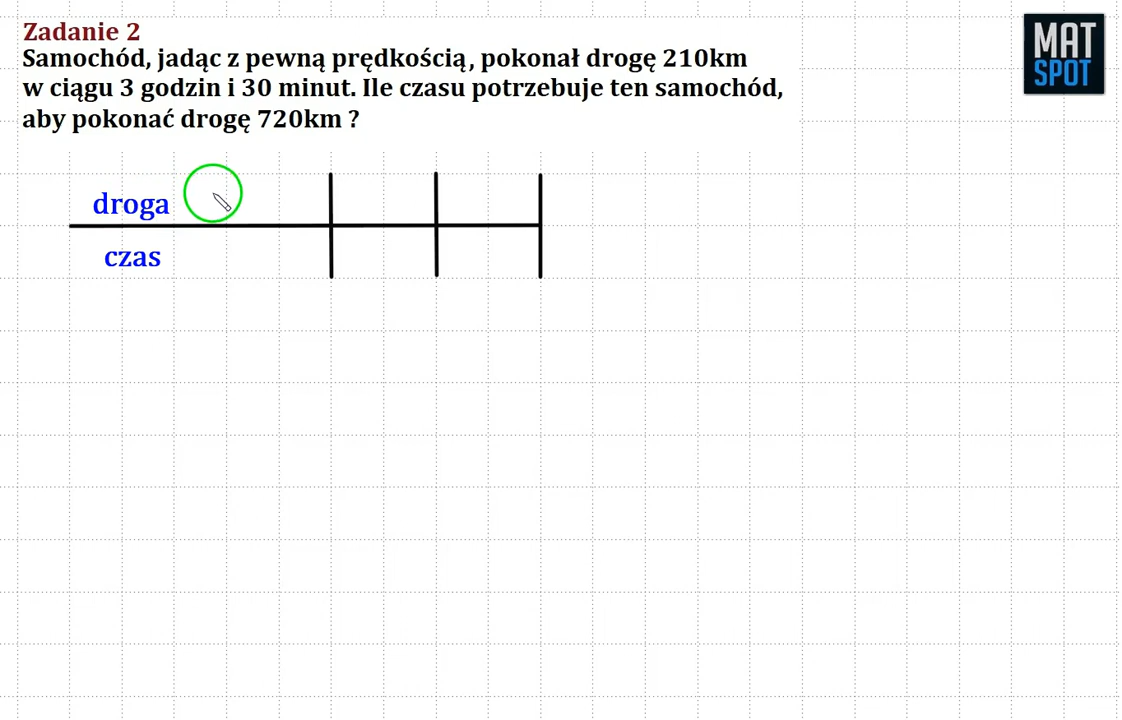 Zadanie 2
Samochód, jadąc z pewną prędkością, pokonał drogę 210km
w ciągu 3 godzin i 30 minut. Ile czasu potrzebuje ten samochód,
aby pokonać drogę 720km ?
MAT
SPOT
droga
czas